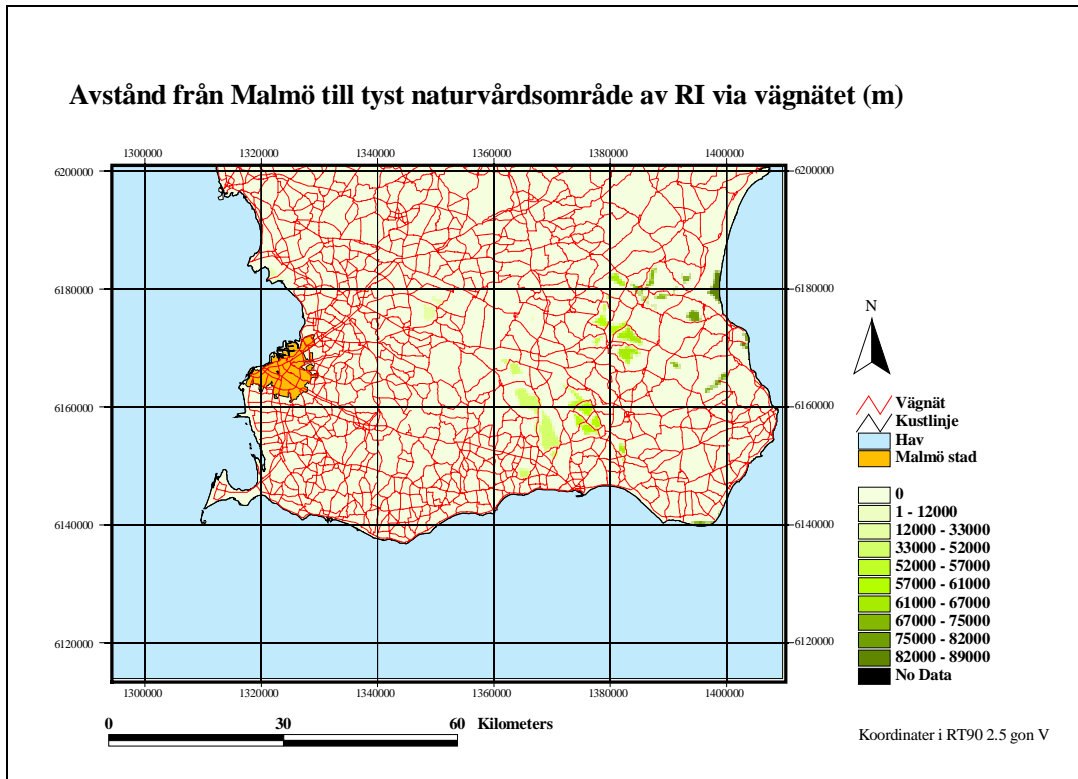 Avstånd från Malmö till tyst naturvårdsområde av RI via vägnätet (m)
1300000 1320000 1340000 1360000 1380000 1400000
6200000 6200000
6180000 6180000
6160000 6160000
6140000 6140000
6120000 6120000
1300000 1320000 1340000 1360000 1380000 1400000
N
Vägnät
Kustlinje
Hav
Malmö stad
0
1 - 12000
12000 - 33000
33000 - 52000
52000 - 57000
57000 - 61000
61000 - 67000
67000 - 75000
75000 - 82000
82000 - 89000
No Data
0 30 60 Kilometers
Koordinater i RT90 2.5 gon V